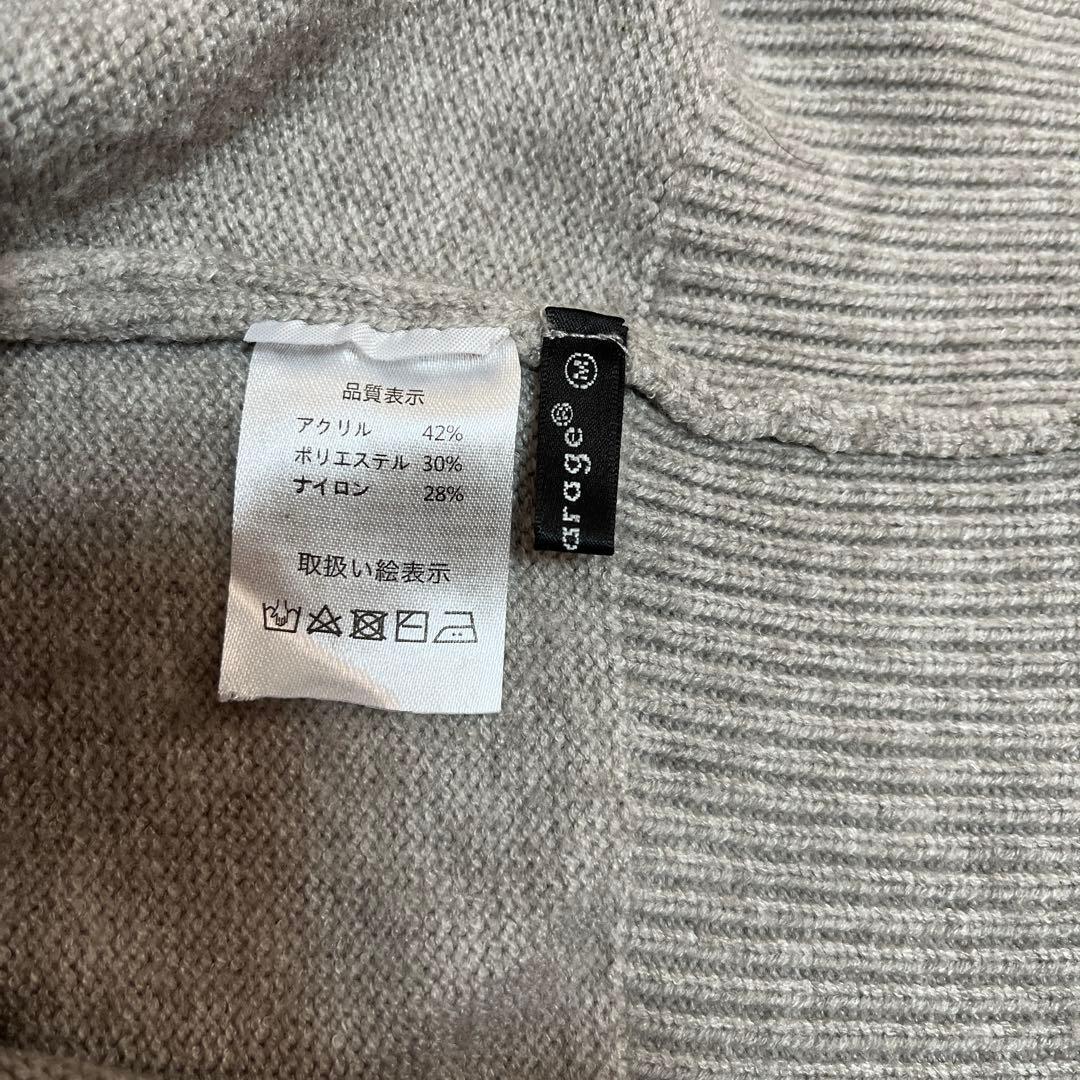 品質表示
アクリル 42%
ポリエステル 30%
ナイロン 28%
取扱い絵表示
arage® Ⓜ